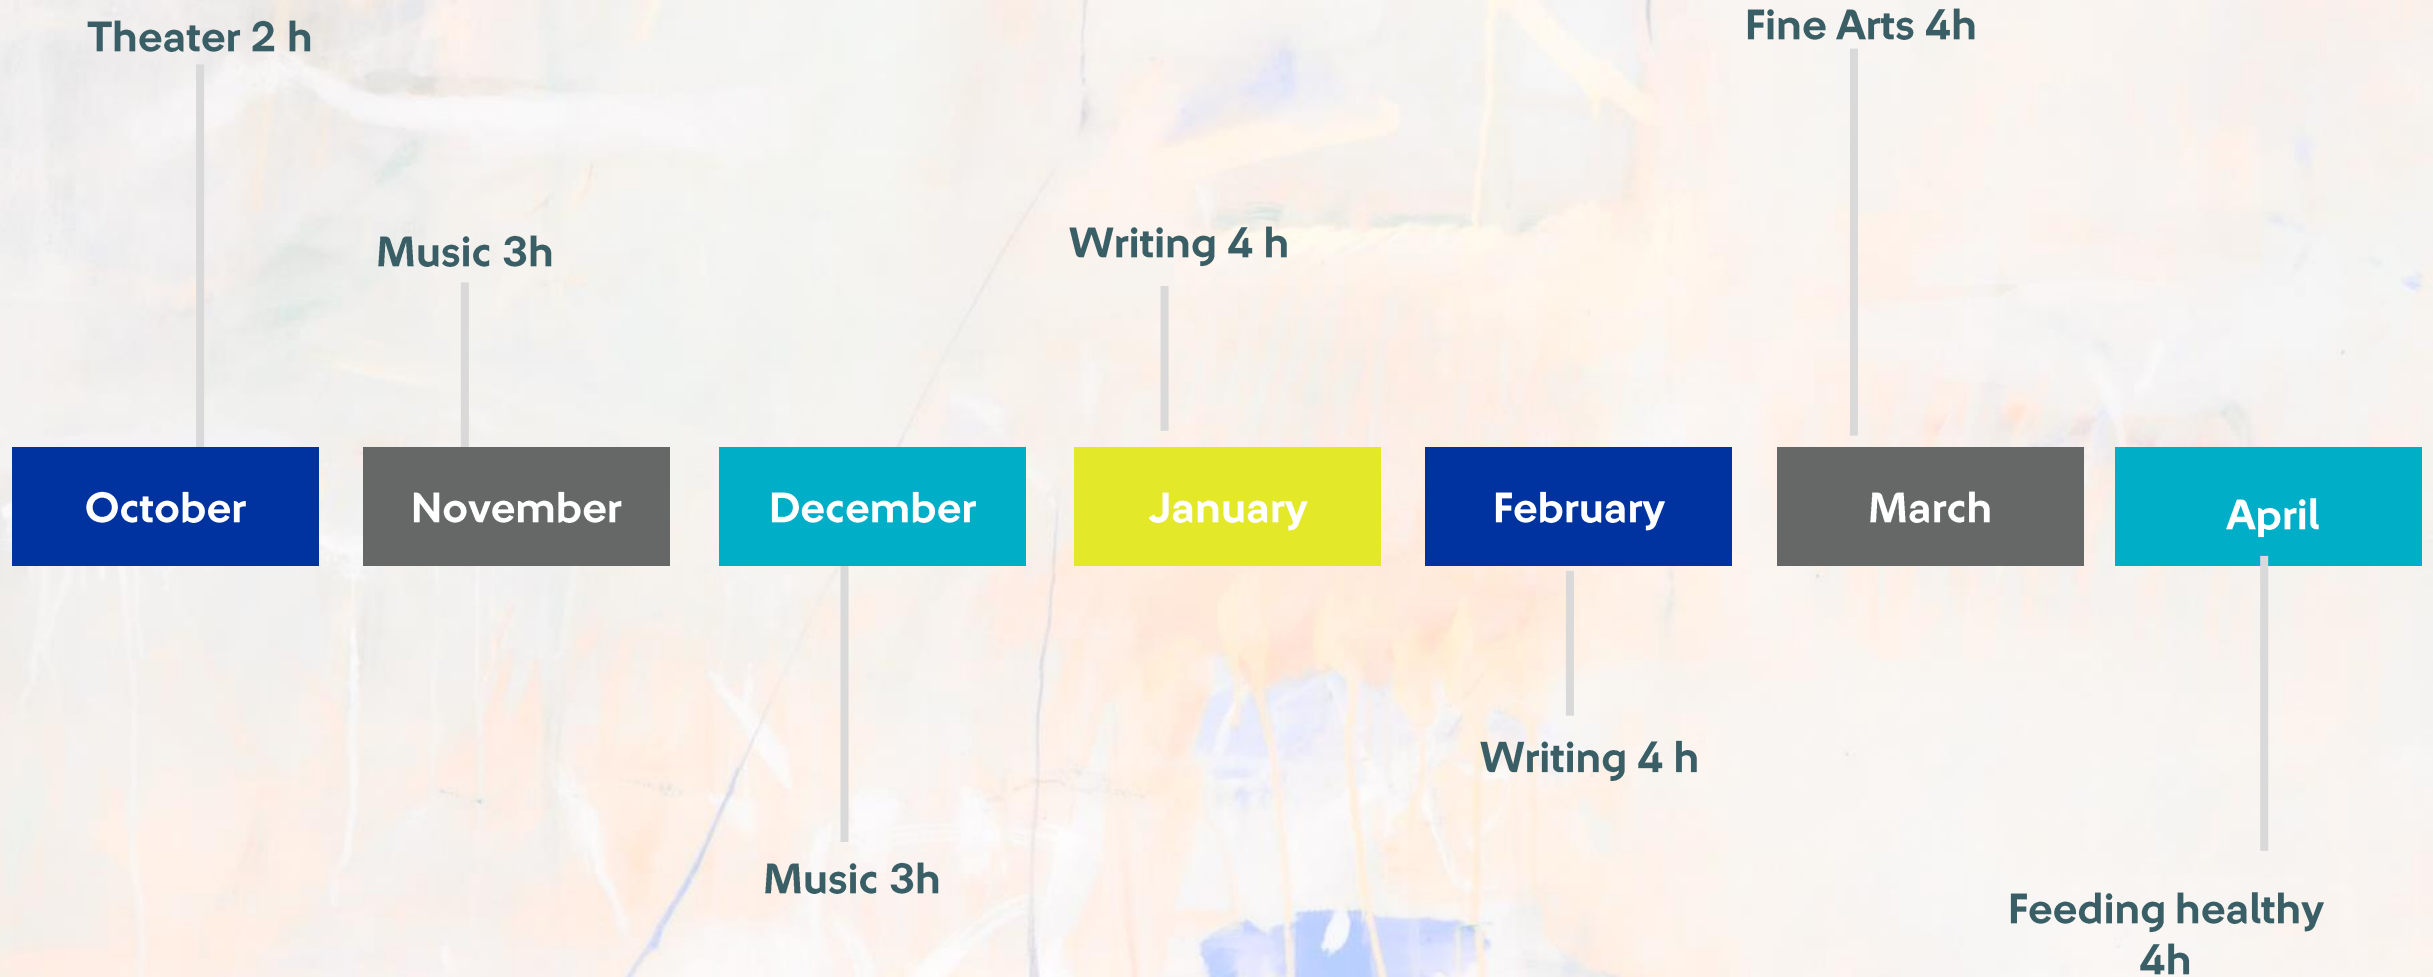 Theater 2 h
Fine Arts 4h
Music 3h
Writing 4 h
October
November
December
January
February
March
April
Writing 4 h
Music 3h
Feeding healthy
4h